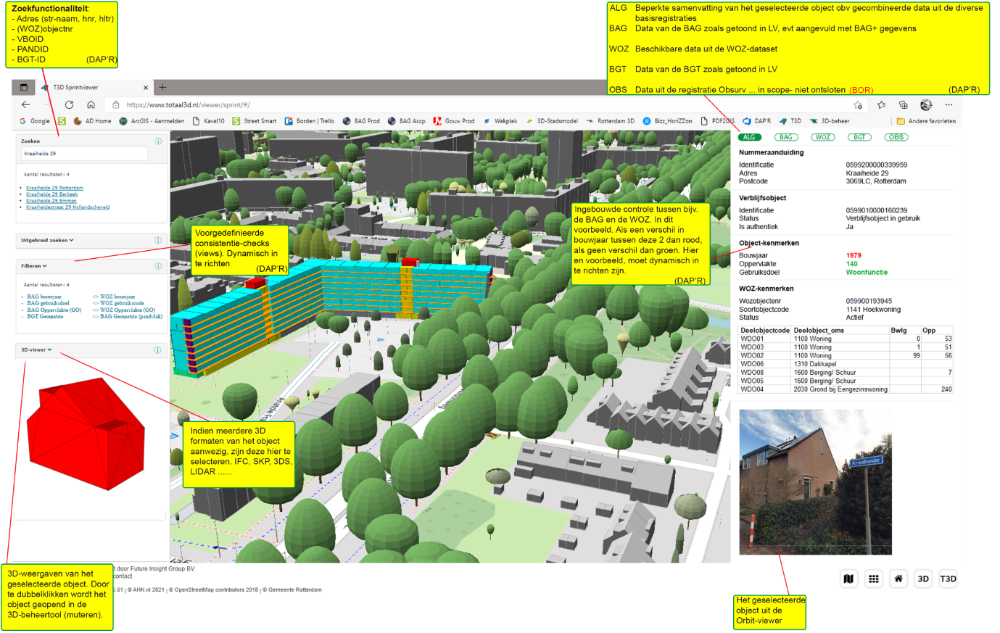 Zoekfunctionaliteit:
- Adres (str-naam, hnr, hltr)
- (WOZ)objectnr
- VBOID
- PANDID
- BGT-ID (DAP'R)
ALG Beperkte samenvatting van het geselecteerde object obv gecombineerde data uit de diverse
basisregistraties
BAG Data van de BAG zoals getoond in LV, evt aangevuld met BAG+ gegevens
WOZ Beschikbare data uit de WOZ-dataset
BGT Data van de BGT zoals getoond in LV
OBS Data uit de registratie Obsurv ... in scope- niet ontsloten (BOR) (DAP'R)
T3D Sprintviewer
https://www.totaal3d.nl/viewer/sprint/#/
Google AD Home ArcGIS - Aanmelden Kavel10 Street Smart Borden | Trello BAG Prod BAG Accp Gouw Prod Wekplek 3D-Stadsmodel Rotterdam 3D Bizz_HoriZZon PDF2GIS DAP'R T3D 3D-beheer Andere favorieten
Zoeken
Kraaiheide 29
Aantal resultaten: 4
Kraaiheide 29 Rotterdam
Kraaiheide 29 Eerbeek
Kraaiheide 29 Emmen
Kraaiheidestraat 29 Hollandscheveld
Uitgebreid zoeken
Filteren
Aantal resultaten: 4
- BAG bouwjaar <> WOZ bouwjaar
- BAG gebruiksdoel <> WOZ gebruikscode
- BAG Oppervlakte (GO) <> WOZ Oppervlakte (GO)
- BGT Geometrie <> BAG Geometrie (pandvlak)
3D-viewer
Voorgedefinieerde
consistentie-checks
(views). Dynamisch in
te richten
(DAP'R)
Ingebouwde controle tussen bijv.
de BAG en de WOZ. In dit
voorbeeld. Als een verschil in
bouwjaar tussen deze 2 dan rood,
als geen verschil dan groen. Hier
en voorbeeld, moet dynamisch in
te richten zijn.
(DAP'R)
Indien meerdere 3D
formaten van het object
aanwezig, zijn deze hier te
selecteren. IFC, SKP, 3DS,
LIDAR ......
ALG BAG WOZ BGT OBS
Nummeraanduiding
Identificatie 0599200000339959
Adres Kraaiheide 29
Postcode 3069LC, Rotterdam
Verblijfsobject
Identificatie 0599010000160239
Status Verblijfsobject in gebruik
Is authentiek Ja
Object-kenmerken
Bouwjaar 1979
Oppervlakte 140
Gebruiksdoel Woonfunctie
WOZ-kenmerken
Wozobjectenr 059900193945
Soortobjectcode 1141 Hoekwoning
Status Actief
Deelobjectcode Deelobject_oms Bwlg Opp
WDO01 1100 Woning 0 53
WDO03 1100 Woning 1 51
WDO02 1100 Woning 99 56
WDO06 1310 Dakkapel
WDO08 1600 Berging/ Schuur 7
WDO05 1600 Berging/ Schuur
WDO04 2030 Grond bij Eengezinswoning 240
Kraaiheide
3D T3D
3D-weergaven van het
geselecteerde object. Door
te dubbelklikken wordt het
object geopend in de
3D-beheertool (muteren).
d door Future Insight Group BV
contact
5.61 | © AHN.nl 2021 | © OpenStreetMap contributors 2018 | © Gemeente Rotterdam
Het geselecteerde
object uit de
Orbit-viewer